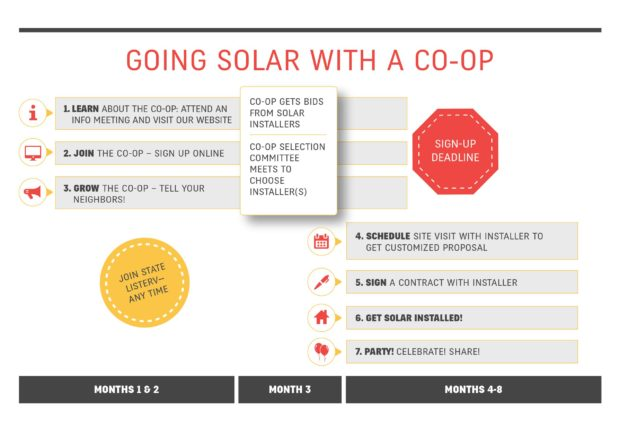 GOING SOLAR WITH A CO-OP
1. LEARN ABOUT THE CO-OP: ATTEND AN
INFO MEETING AND VISIT OUR WEBSITE
2. JOIN THE CO-OP – SIGN UP ONLINE
3. GROW THE CO-OP – TELL YOUR
NEIGHBORS!
CO-OP GETS BIDS
FROM SOLAR
INSTALLERS
CO-OP SELECTION
COMMITTEE
MEETS TO
CHOOSE
INSTALLER(S)
SIGN-UP
DEADLINE
JOIN STATE
LISTERV—
ANY TIME
4. SCHEDULE SITE VISIT WITH INSTALLER TO
GET CUSTOMIZED PROPOSAL
5. SIGN A CONTRACT WITH INSTALLER
6. GET SOLAR INSTALLED!
7. PARTY! CELEBRATE! SHARE!
MONTHS 1 & 2
MONTH 3
MONTHS 4-8